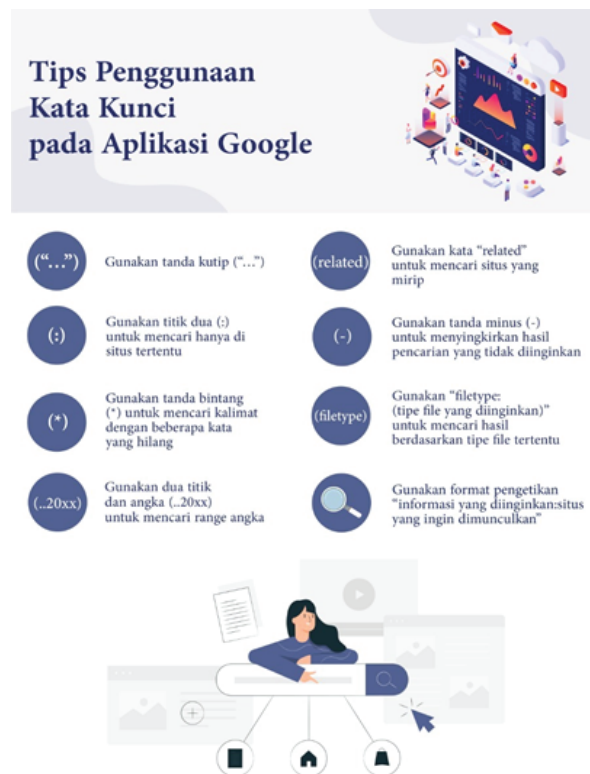 Tips Penggunaan
Kata Kunci
pada Aplikasi Google
(“...”)
Gunakan tanda kutip (“...”)
(:)
Gunakan titik dua (:)
untuk mencari hanya di
situs tertentu
(*)
Gunakan tanda bintang
(*) untuk mencari kalimat
dengan beberapa kata
yang hilang
(..20xx)
Gunakan dua titik
dan angka (..20xx)
untuk mencari range angka
(related)
Gunakan kata “related”
untuk mencari situs yang
mirip
(-)
Gunakan tanda minus (-)
untuk menyingkirkan hasil
pencarian yang tidak diinginkan
(filetype)
Gunakan “filetype:
(tipe file yang diinginkan)”
untuk mencari hasil
berdasarkan tipe file tertentu
Gunakan format pengetikan
“informasi yang diinginkan:situs
yang ingin dimunculkan”